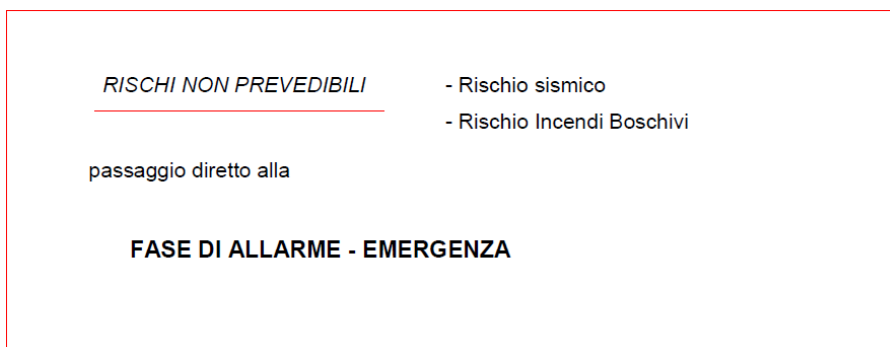 RISCHI NON PREVEDIBILI - Rischio sismico
- Rischio Incendi Boschivi
passaggio diretto alla
FASE DI ALLARME - EMERGENZA